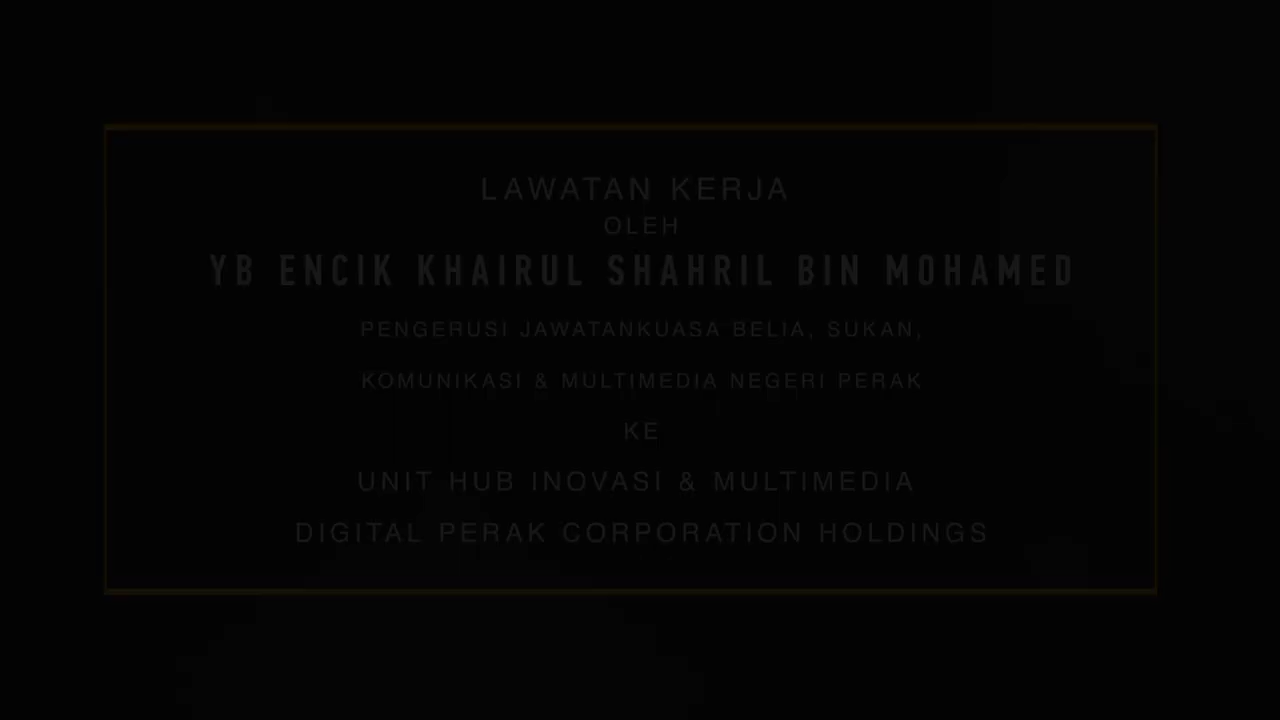 LAWATAN KERJA
OLEH
YB ENCIK KHAIRUL SHAHRIL BIN MOHAMED
PENGERUSI JAWATANKUASA BELIA, SUKAN,
KOMUNIKASI & MULTIMEDIA NEGERI PERAK
KE
UNIT HUB INOVASI & MULTIMEDIA
DIGITAL PERAK CORPORATION HOLDINGS